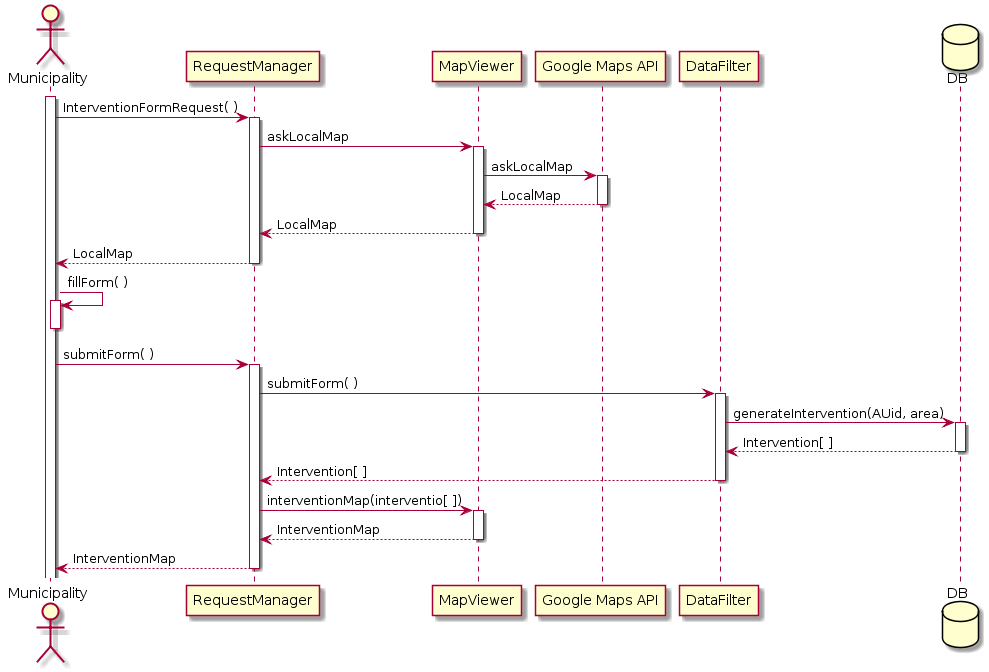 Municipality
RequestManager
MapViewer
Google Maps API
DataFilter
DB
InterventionFormRequest( )
askLocalMap
askLocalMap
LocalMap
LocalMap
LocalMap
fillForm( )
submitForm( )
submitForm( )
generateIntervention(AUid, area)
Intervention[ ]
Intervention[ ]
interventionMap(interventio[ ])
InterventionMap
InterventionMap
Municipality
RequestManager
MapViewer
Google Maps API
DataFilter
DB